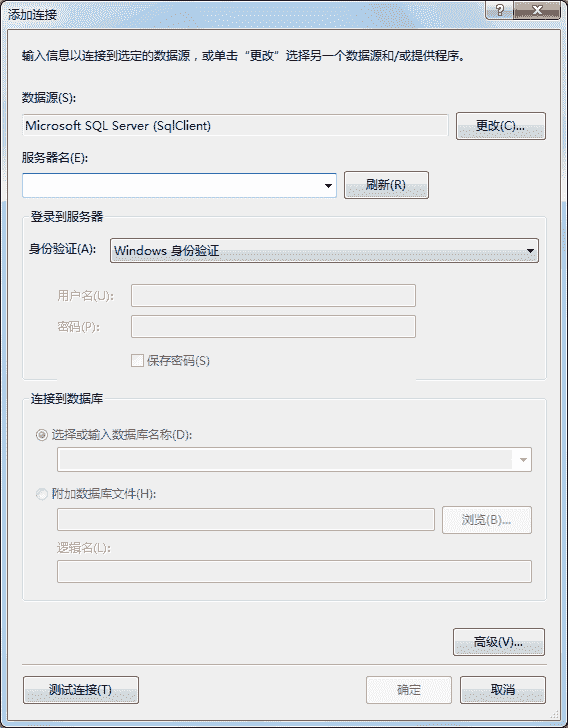 添加连接
输入信息以连接到选定的数据源，或单击“更改”选择另一个数据源和/或提供程序。
数据源(S):
Microsoft SQL Server (SqlClient)
更改(C)...
服务器名(E):
刷新(R)
登录到服务器
身份验证(A):
Windows 身份验证
用户名(U):
密码(P):
保存密码(S)
连接到数据库
选择或输入数据库名称(D):
附加数据库文件(H):
浏览(B)...
逻辑名(L):
高级(V)...
测试连接(T)
确定
取消